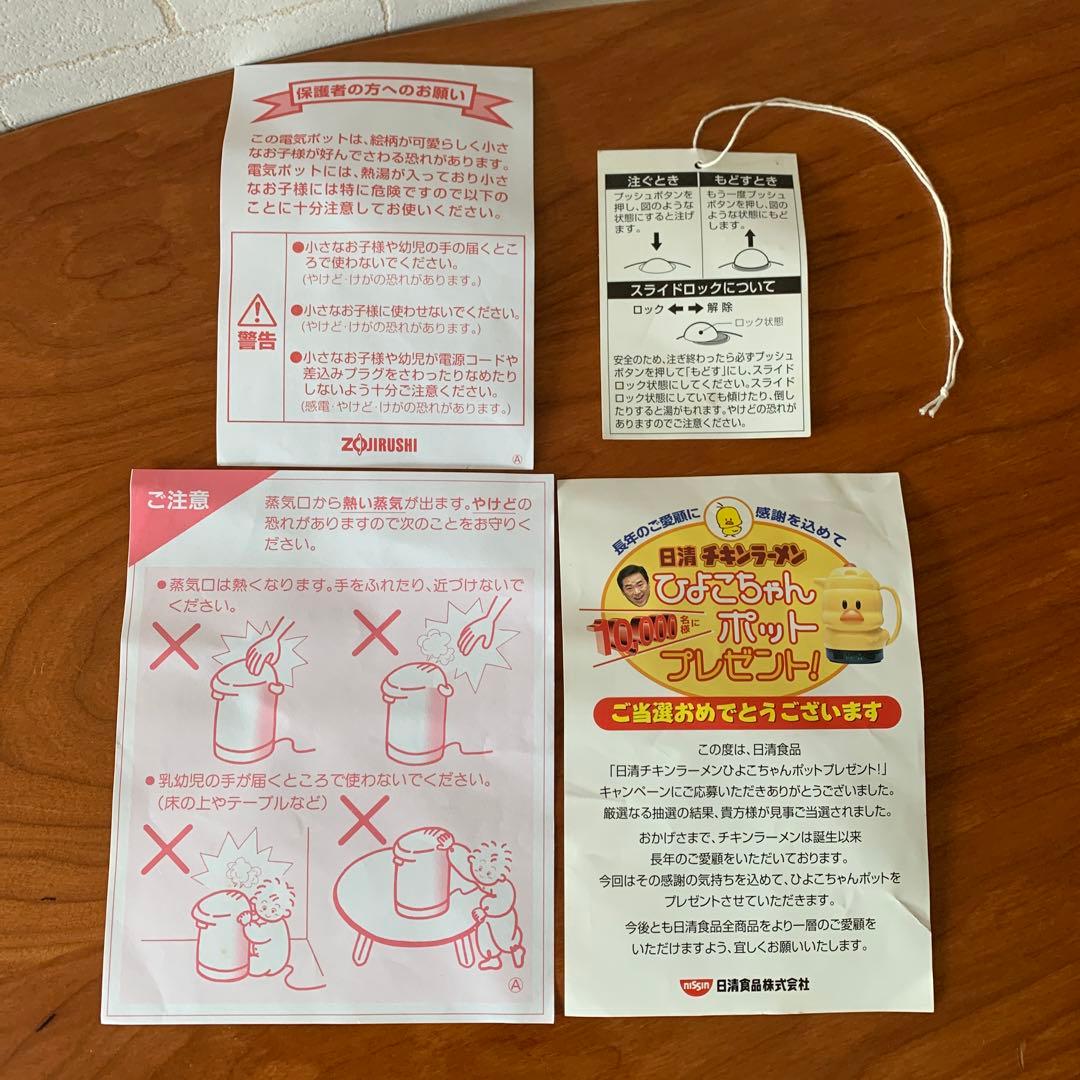 保護者の方へのお願い
この電気ポットは、絵柄が可愛らしく小さ
なお子様が好んでさわる恐れがあります。
電気ポットには、熱湯が入っており小さ
なお子様には特に危険ですので以下の
ことに十分注意してお使いください。
警告
●小さなお子様や幼児の手の届くとこ
ろで使わないでください。
(やけど・けがの恐れがあります。)
●小さなお子様に使わせないでください。
(やけど・けがの恐れがあります。)
●小さなお子様や幼児が電源コードや
差込みプラグをさわったりなめたり
しないよう十分ご注意ください。
(感電・やけど・けがの恐れがあります。)
ZOJIRUSHI
Ⓐ
注ぐとき
プッシュボタンを
押し、図のような
状態にすると注げ
ます。
もどすとき
もう一度プッシュ
ボタンを押し、図の
ような状態にもど
します。
スライドロックについて
ロック ⬅ ➡ 解除
ロック状態
安全のため、注ぎ終わったら必ずプッシュ
ボタンを押して「もどす」にし、スライド
ロック状態にしてください。スライド
ロック状態にしていても傾けたり、倒し
たりすると湯がもれます。やけどの恐れが
ありますのでご注意ください。
ご注意
蒸気口から熱い蒸気が出ます。やけどの
恐れがありますので次のことをお守りく
ださい。
●蒸気口は熱くなります。手をふれたり、近づけないで
ください。
●乳幼児の手が届くところで使わないでください。
(床の上やテーブルなど)
Ⓐ
長年のご愛顧に
感謝を込めて
日清 チキンラーメン
ひよこちゃん
10,000名様に
ポット
プレゼント!
ご当選おめでとうございます
この度は、日清食品
「日清チキンラーメンひよこちゃんポットプレゼント!」
キャンペーンにご応募いただきありがとうございました。
厳選なる抽選の結果、貴方様が見事ご当選されました。
おかげさまで、チキンラーメンは誕生以来
長年のご愛顧をいただいております。
今回はその感謝の気持ちを込めて、ひよこちゃんポットを
プレゼントさせていただきます。
今後とも日清食品全商品をより一層のご愛顧を
いただけますよう、宜しくお願いいたします。
NISSIN 日清食品株式会社